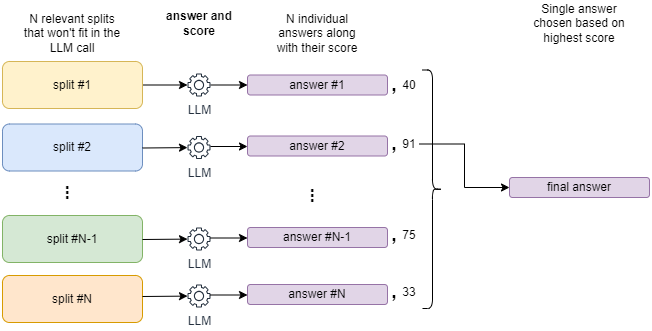 N relevant splits
that won't fit in the
LLM call
answer and
score
N individual
answers along
with their score
Single answer
chosen based on
highest score
split #1
LLM
answer #1 , 40
split #2
LLM
answer #2 , 91
final answer
split #N-1
LLM
answer #N-1 , 75
split #N
LLM
answer #N , 33